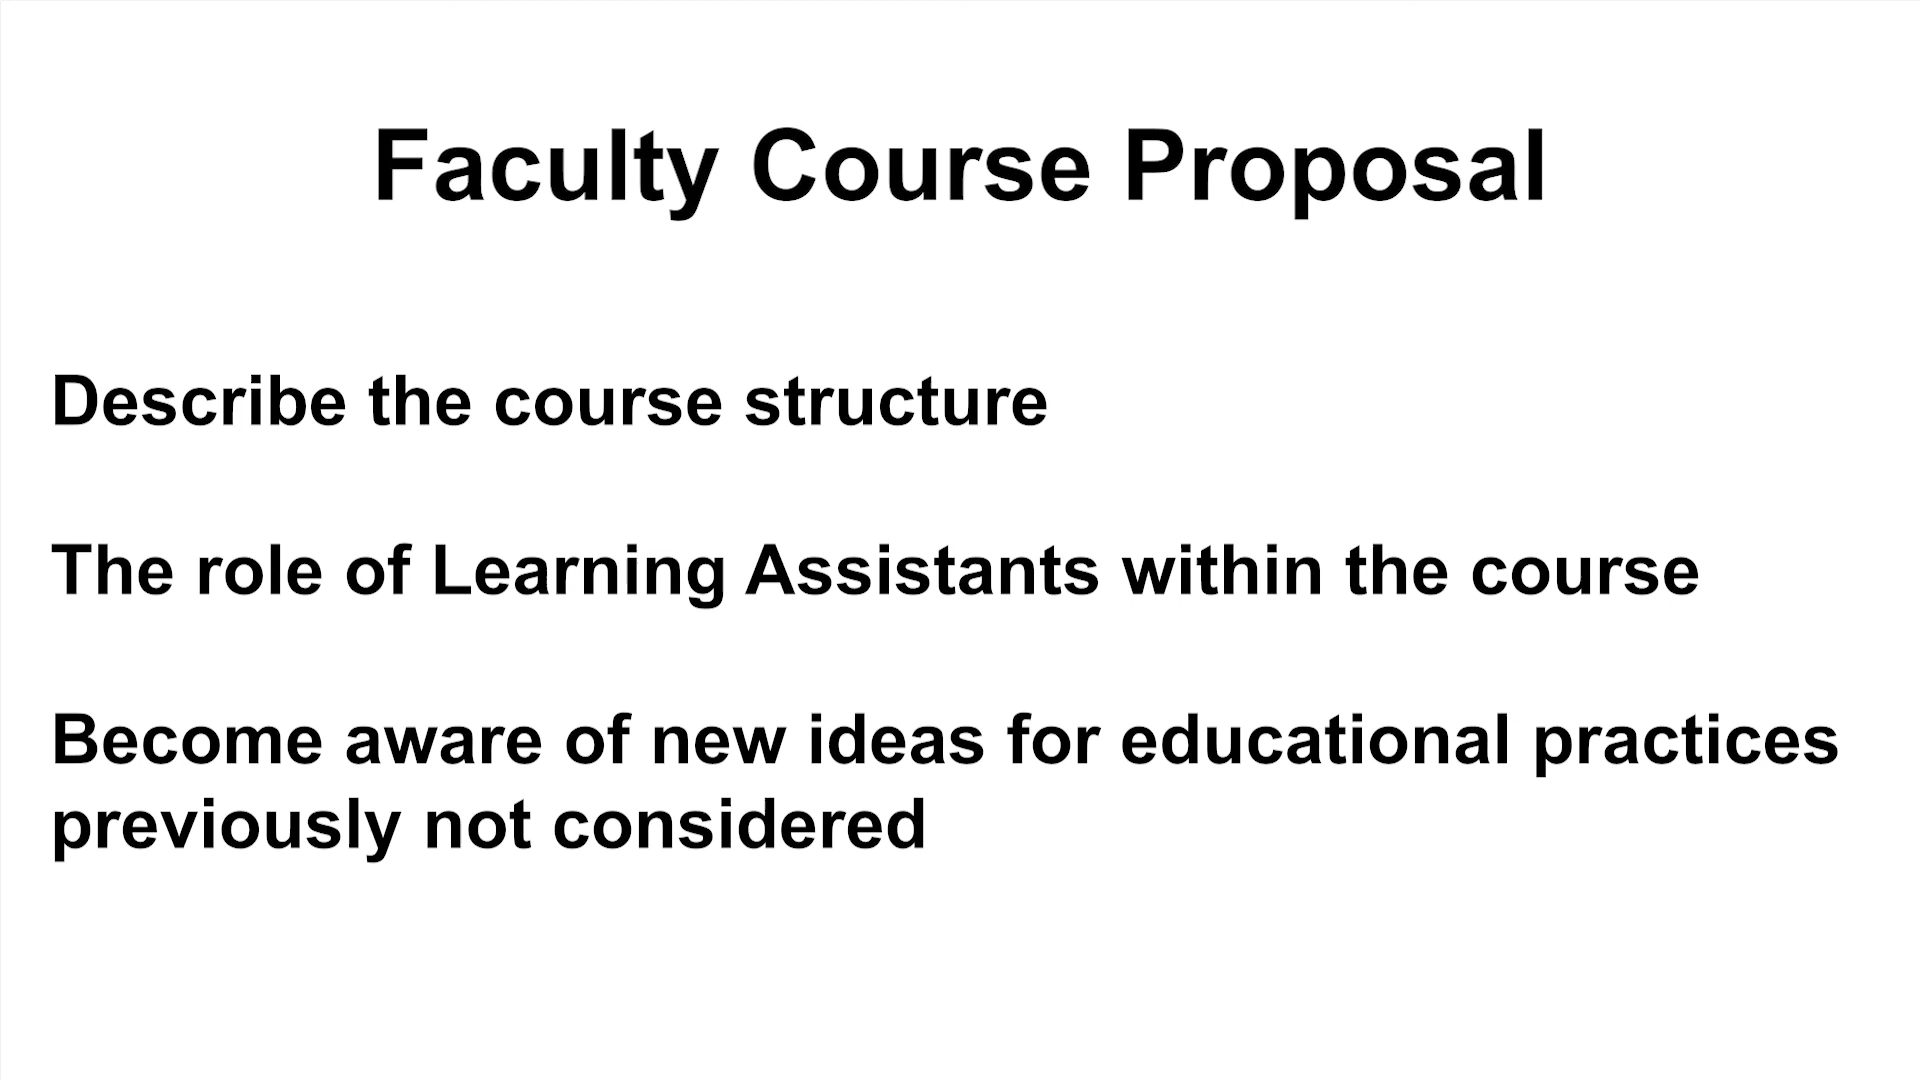 Faculty Course Proposal
Describe the course structure
The role of Learning Assistants within the course
Become aware of new ideas for educational practices
previously not considered